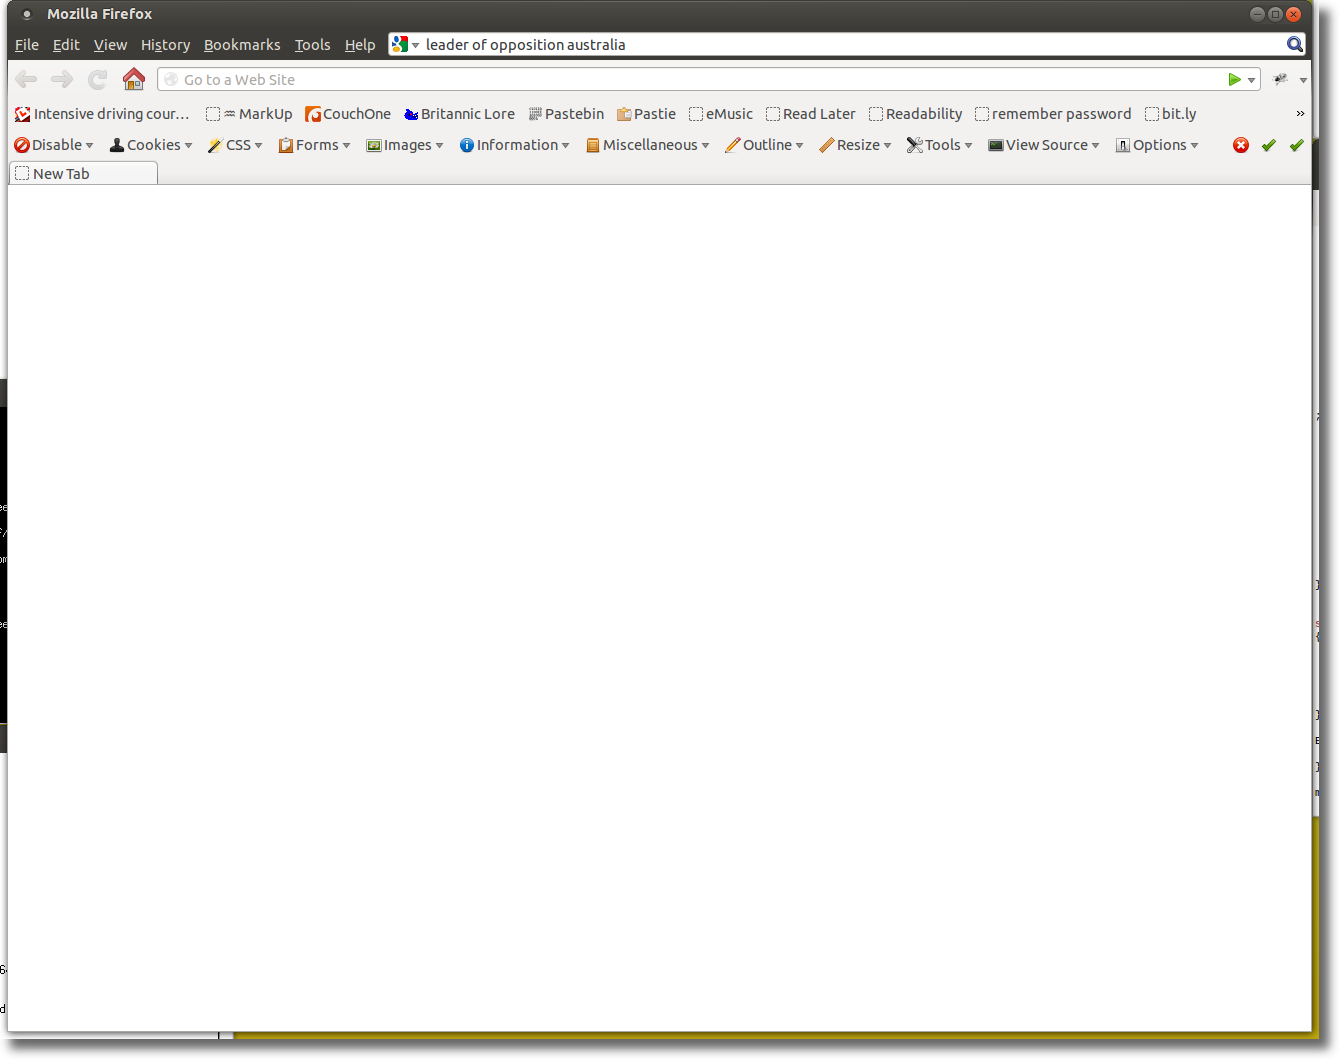 Mozilla Firefox
File Edit View History Bookmarks Tools Help leader of opposition australia
Go to a Web Site
Intensive driving cour... MarkUp CouchOne Britannic Lore Pastebin Pastie eMusic Read Later Readability remember password bit.ly »
Disable Cookies CSS Forms Images Information Miscellaneous Outline Resize Tools View Source Options
New Tab